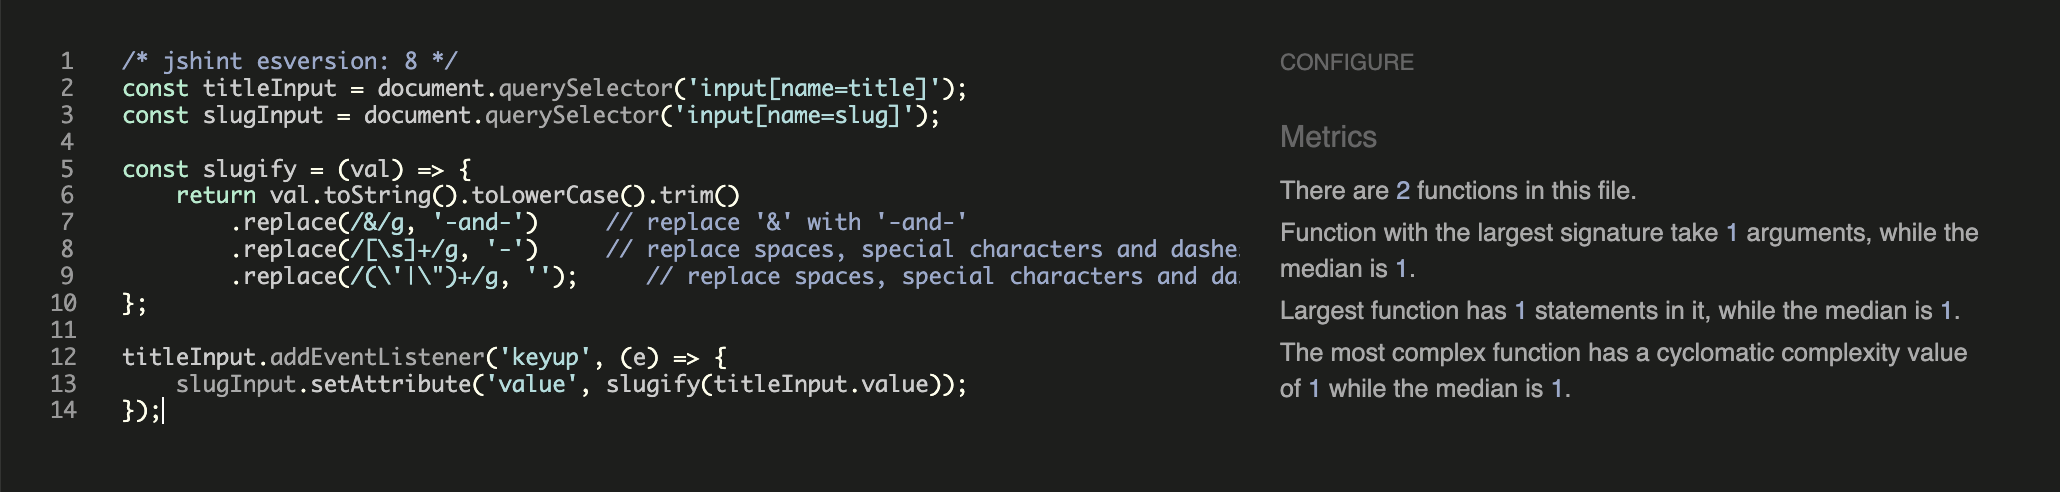 1 /* jshint esversion: 8 */
2 const titleInput = document.querySelector('input[name=title]');
3 const slugInput = document.querySelector('input[name=slug]');
4
5 const slugify = (val) => {
6     return val.toString().toLowerCase().trim()
7         .replace(/&/g, '-and-')     // replace '&' with '-and-'
8         .replace(/[\s]+/g, '-')     // replace spaces, special characters and dashe
9         .replace(/(\'|\")+/g, '');     // replace spaces, special characters and da
10 };
11
12 titleInput.addEventListener('keyup', (e) => {
13     slugInput.setAttribute('value', slugify(titleInput.value));
14 });
CONFIGURE
Metrics
There are 2 functions in this file.
Function with the largest signature take 1 arguments, while the
median is 1.
Largest function has 1 statements in it, while the median is 1.
The most complex function has a cyclomatic complexity value
of 1 while the median is 1.